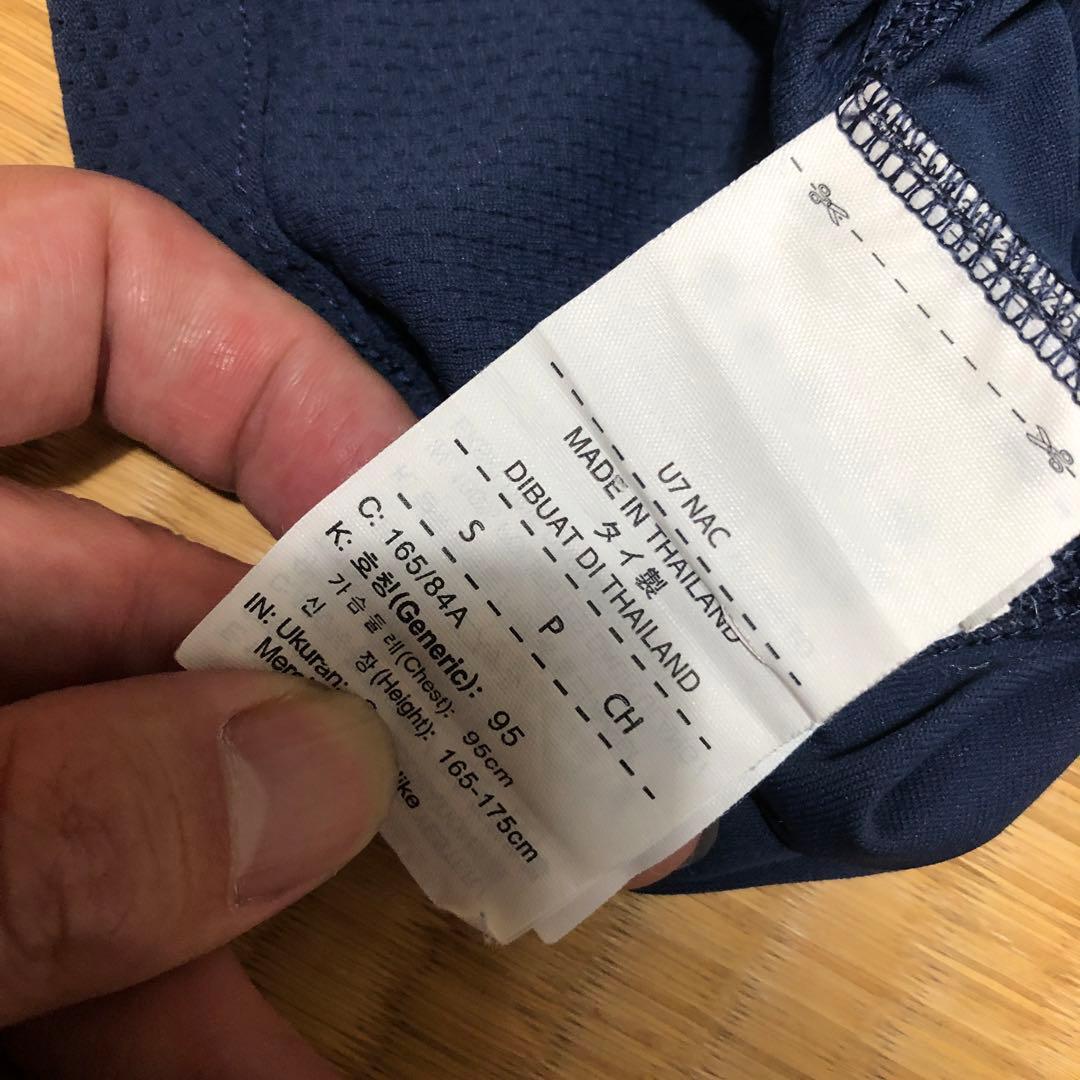 U7 NAC
MADE IN THAILAND
タイ製
DIBUAT DI THAILAND
S P CH
C: 165/84A
K: 호칭(Generic): 95
가슴둘레(Chest): 95cm
신 장(Height): 165-175cm
IN: Ukuran: